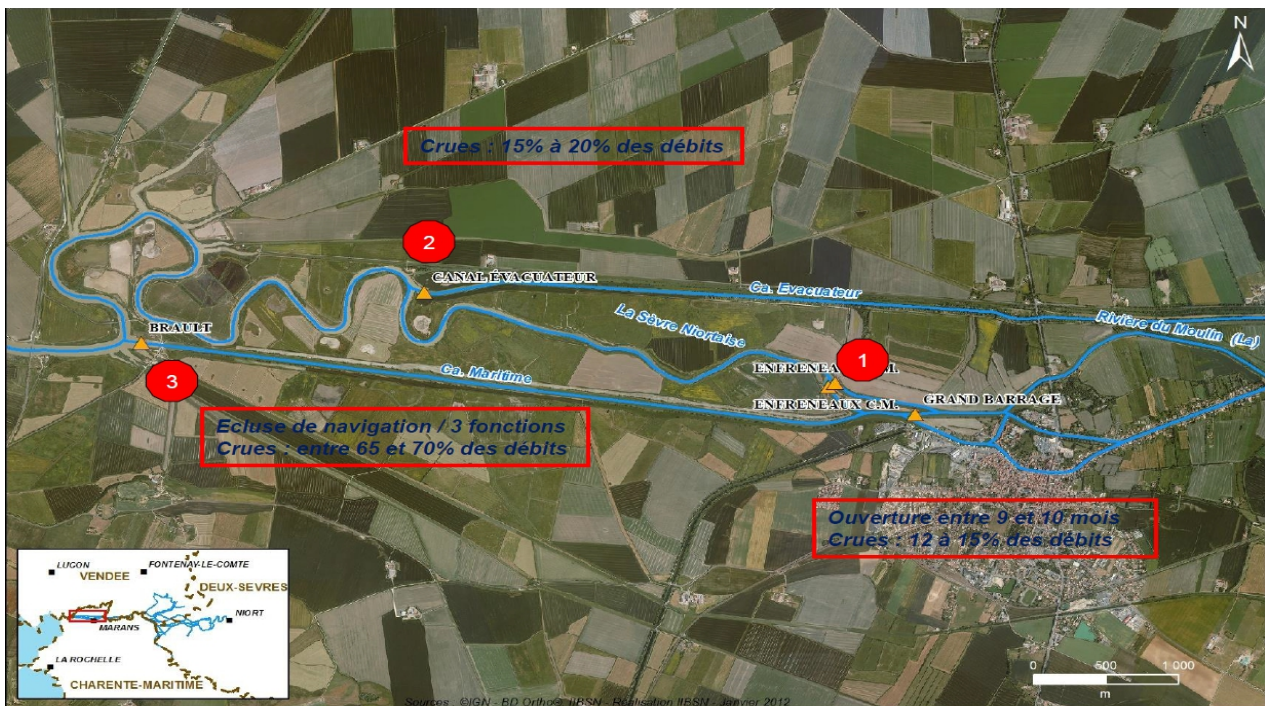 N
Crues : 15% à 20% des débits
2
CANAL ÉVACUATEUR
Ca. Evacuateur
Rivière du Moulin (La)
La Sèvre Niortaise
BRAULT
3
Ca. Maritime
1
ENFRENEA
.M.
ENFRENEAUX C.M.
GRAND BARRAGE
Ecluse de navigation / 3 fonctions
Crues : entre 65 et 70% des débits
Ouverture entre 9 et 10 mois
Crues : 12 à 15% des débits
LUÇON
FONTENAY-LE-COMTE
VENDEE
DEUX-SEVRES
NIORT
MARANS
LA ROCHELLE
CHARENTE-MARITIME
0 500 1 000
m
Sources : ©IGN - BD Ortho®, IIBSN - Réalisation IIBSN - Janvier 2012